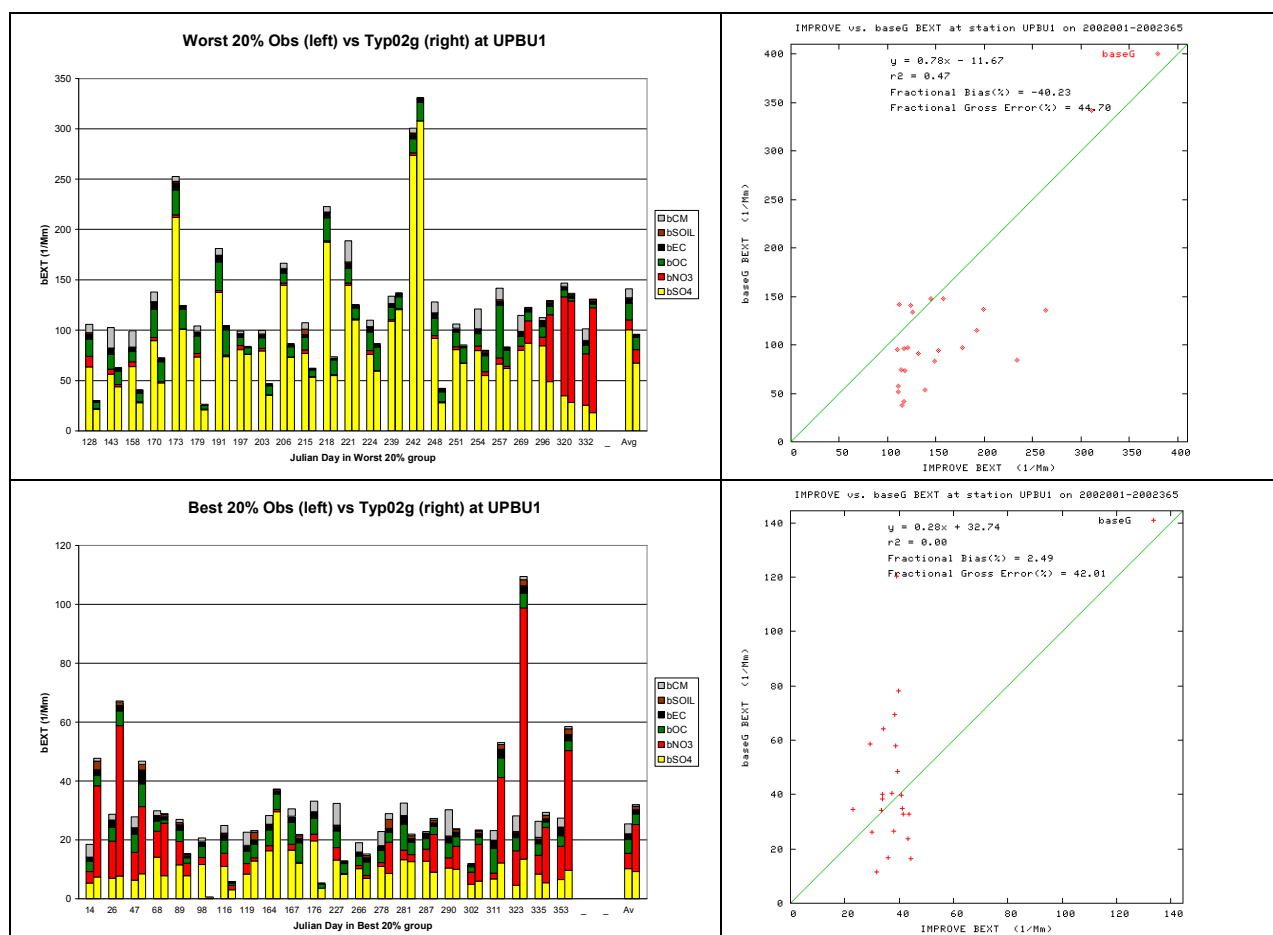 Worst 20% Obs (left) vs Typ02g (right) at UPBU1
350
300
250
200
150
100
50
0
bEXT (1/Mm)
128 143 158 170 173 179 191 197 203 206 215 218 221 224 239 242 248 251 254 257 269 296 320 332 _ Avg
Julian Day in Worst 20% group
bCM
bSOIL
bEC
bOC
bNO3
bSO4
IMPROVE vs. baseG BEXT at station UPBU1 on 2002001-2002365
baseG
y = 0.78x - 11.67
r2 = 0.47
Fractional Bias(%) = -40.23
Fractional Gross Error(%) = 44.70
400
350
300
250
200
150
100
50
0
baseG BEXT (1/Mm)
0 50 100 150 200 250 300 350 400
IMPROVE BEXT (1/Mm)
Best 20% Obs (left) vs Typ02g (right) at UPBU1
120
100
80
60
40
20
0
bEXT (1/Mm)
14 26 47 68 89 98 116 119 164 167 176 227 266 278 281 287 290 302 311 323 335 353 _ _ Av
Julian Day in Best 20% group
bCM
bSOIL
bEC
bOC
bNO3
bSO4
IMPROVE vs. baseG BEXT at station UPBU1 on 2002001-2002365
baseG
y = 0.28x + 32.74
r2 = 0.00
Fractional Bias(%) = 2.49
Fractional Gross Error(%) = 42.01
140
120
100
80
60
40
20
0
baseG BEXT (1/Mm)
0 20 40 60 80 100 120 140
IMPROVE BEXT (1/Mm)